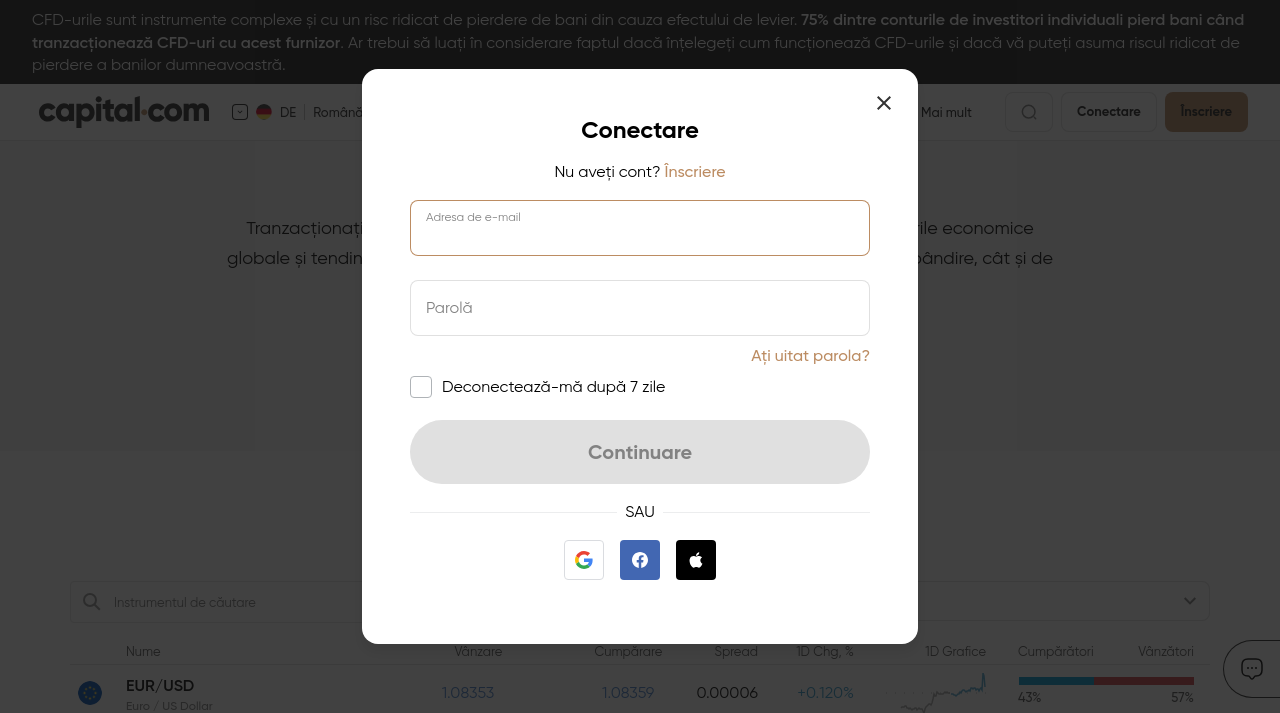 CFD-urile sunt instrumente complexe și cu un risc ridicat de pierdere de bani din cauza efectului de levier. 75% dintre conturile de investitori individuali pierd bani când
tranzacționează CFD-uri cu acest furnizor. Ar trebui să luați în considerare faptul dacă înțelegeți cum funcționează CFD-urile și dacă vă puteți asuma riscul ridicat de
pierdere a banilor dumneavoastră.
capital.com DE Română Mai mult Conectare Înscriere
Conectare
Nu aveți cont? Înscriere
Adresa de e-mail
Parolă
Ați uitat parola?
Deconectează-mă după 7 zile
Continuare
SAU
Tranzacționați economice
globale și cât și de
Instrumentul de căutare
Nume Vânzare Cumpărare Spread 1D Chg, % 1D Grafice Cumpărători Vânzători
EUR/USD 1.08353 1.08359 0.00006 +0.120% 43% 57%
Euro / US Dollar